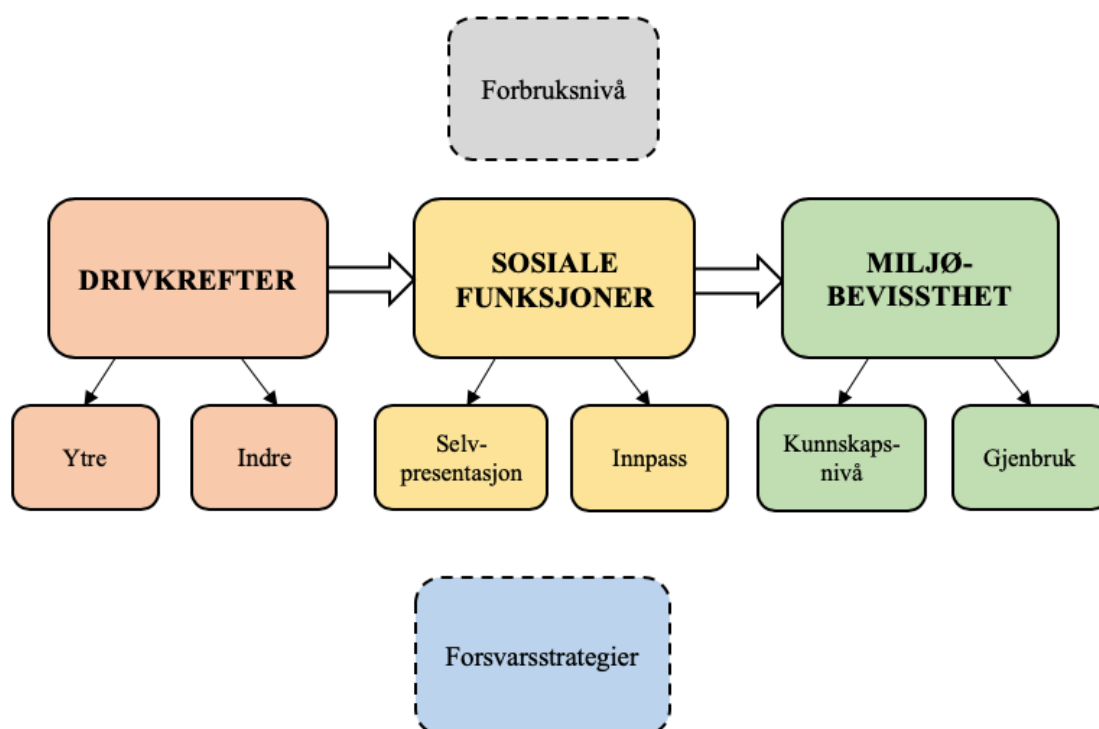 Forbruksnivå
DRIVKREFTER
SOSIALE
FUNKSJONER
MILJØ-
BEVISSTHET
Ytre
Indre
Selv-
presentasjon
Innpass
Kunnskaps-
nivå
Gjenbruk
Forsvarsstrategier